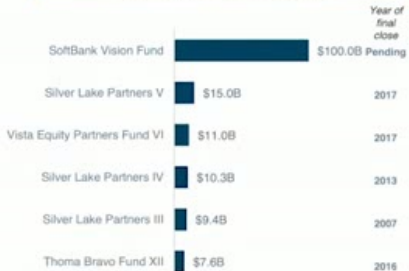 Year of
final
close
SoftBank Vision Fund $100.0B Pending
Silver Lake Partners V $15.0B 2017
Vista Equity Partners Fund VI $11.0B 2017
Silver Lake Partners IV $10.3B 2013
Silver Lake Partners III $9.4B 2007
Thoma Bravo Fund XII $7.6B 2016